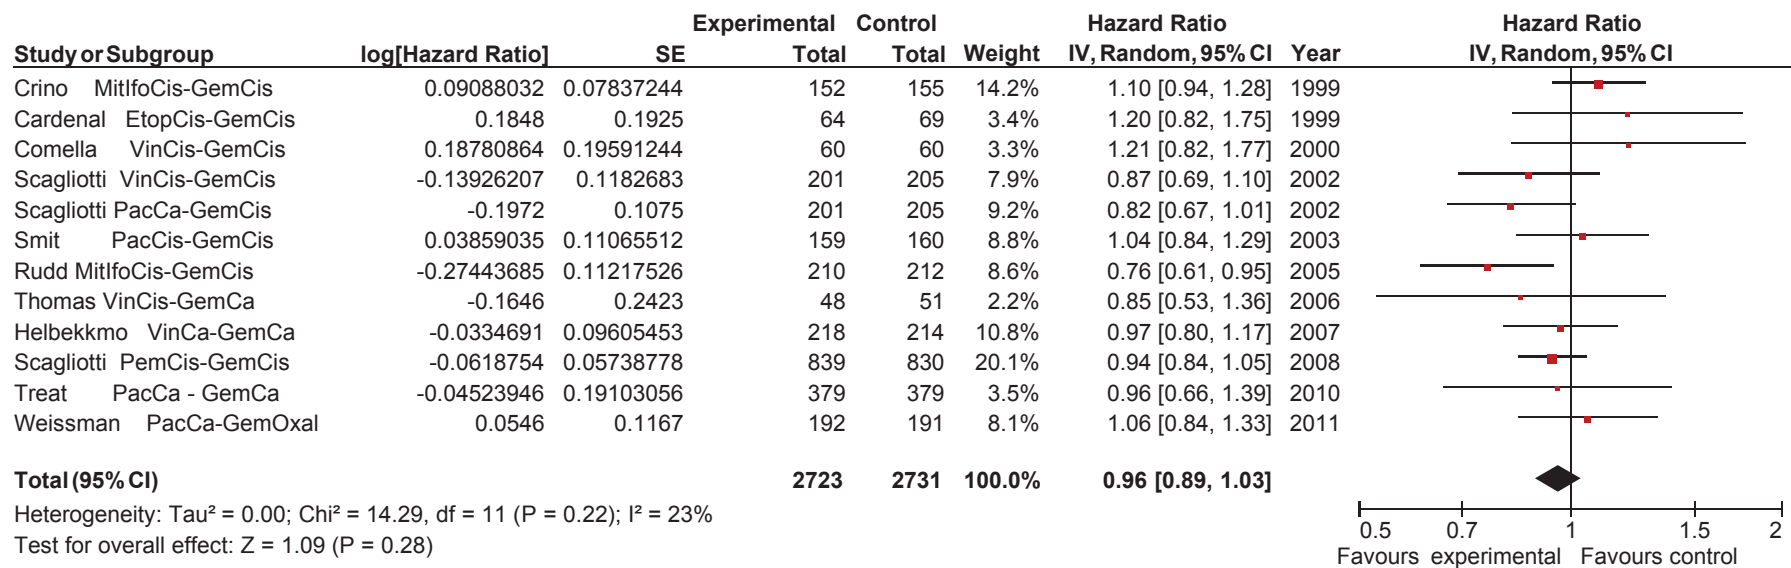 Experimental Control Hazard Ratio Hazard Ratio
Study or Subgroup log[Hazard Ratio] SE Total Total Weight IV, Random, 95% CI Year IV, Random, 95% CI
Crino MitIfoCis-GemCis 0.09088032 0.07837244 152 155 14.2% 1.10 [0.94, 1.28] 1999
Cardenal EtopCis-GemCis 0.1848 0.1925 64 69 3.4% 1.20 [0.82, 1.75] 1999
Comella VinCis-GemCis 0.18780864 0.19591244 60 60 3.3% 1.21 [0.82, 1.77] 2000
Scagliotti VinCis-GemCis -0.13926207 0.1182683 201 205 7.9% 0.87 [0.69, 1.10] 2002
Scagliotti PacCa-GemCis -0.1972 0.1075 201 205 9.2% 0.82 [0.67, 1.01] 2002
Smit PacCis-GemCis 0.03859035 0.11065512 159 160 8.8% 1.04 [0.84, 1.29] 2003
Rudd MitIfoCis-GemCis -0.27443685 0.11217526 210 212 8.6% 0.76 [0.61, 0.95] 2005
Thomas VinCis-GemCa -0.1646 0.2423 48 51 2.2% 0.85 [0.53, 1.36] 2006
Helbekkmo VinCa-GemCa -0.0334691 0.09605453 218 214 10.8% 0.97 [0.80, 1.17] 2007
Scagliotti PemCis-GemCis -0.0618754 0.05738778 839 830 20.1% 0.94 [0.84, 1.05] 2008
Treat PacCa - GemCa -0.04523946 0.19103056 379 379 3.5% 0.96 [0.66, 1.39] 2010
Weissman PacCa-GemOxal 0.0546 0.1167 192 191 8.1% 1.06 [0.84, 1.33] 2011
Total (95% CI) 2723 2731 100.0% 0.96 [0.89, 1.03]
Heterogeneity: Tau² = 0.00; Chi² = 14.29, df = 11 (P = 0.22); I² = 23%
Test for overall effect: Z = 1.09 (P = 0.28)
0.5 0.7 1 1.5 2
Favours experimental Favours control